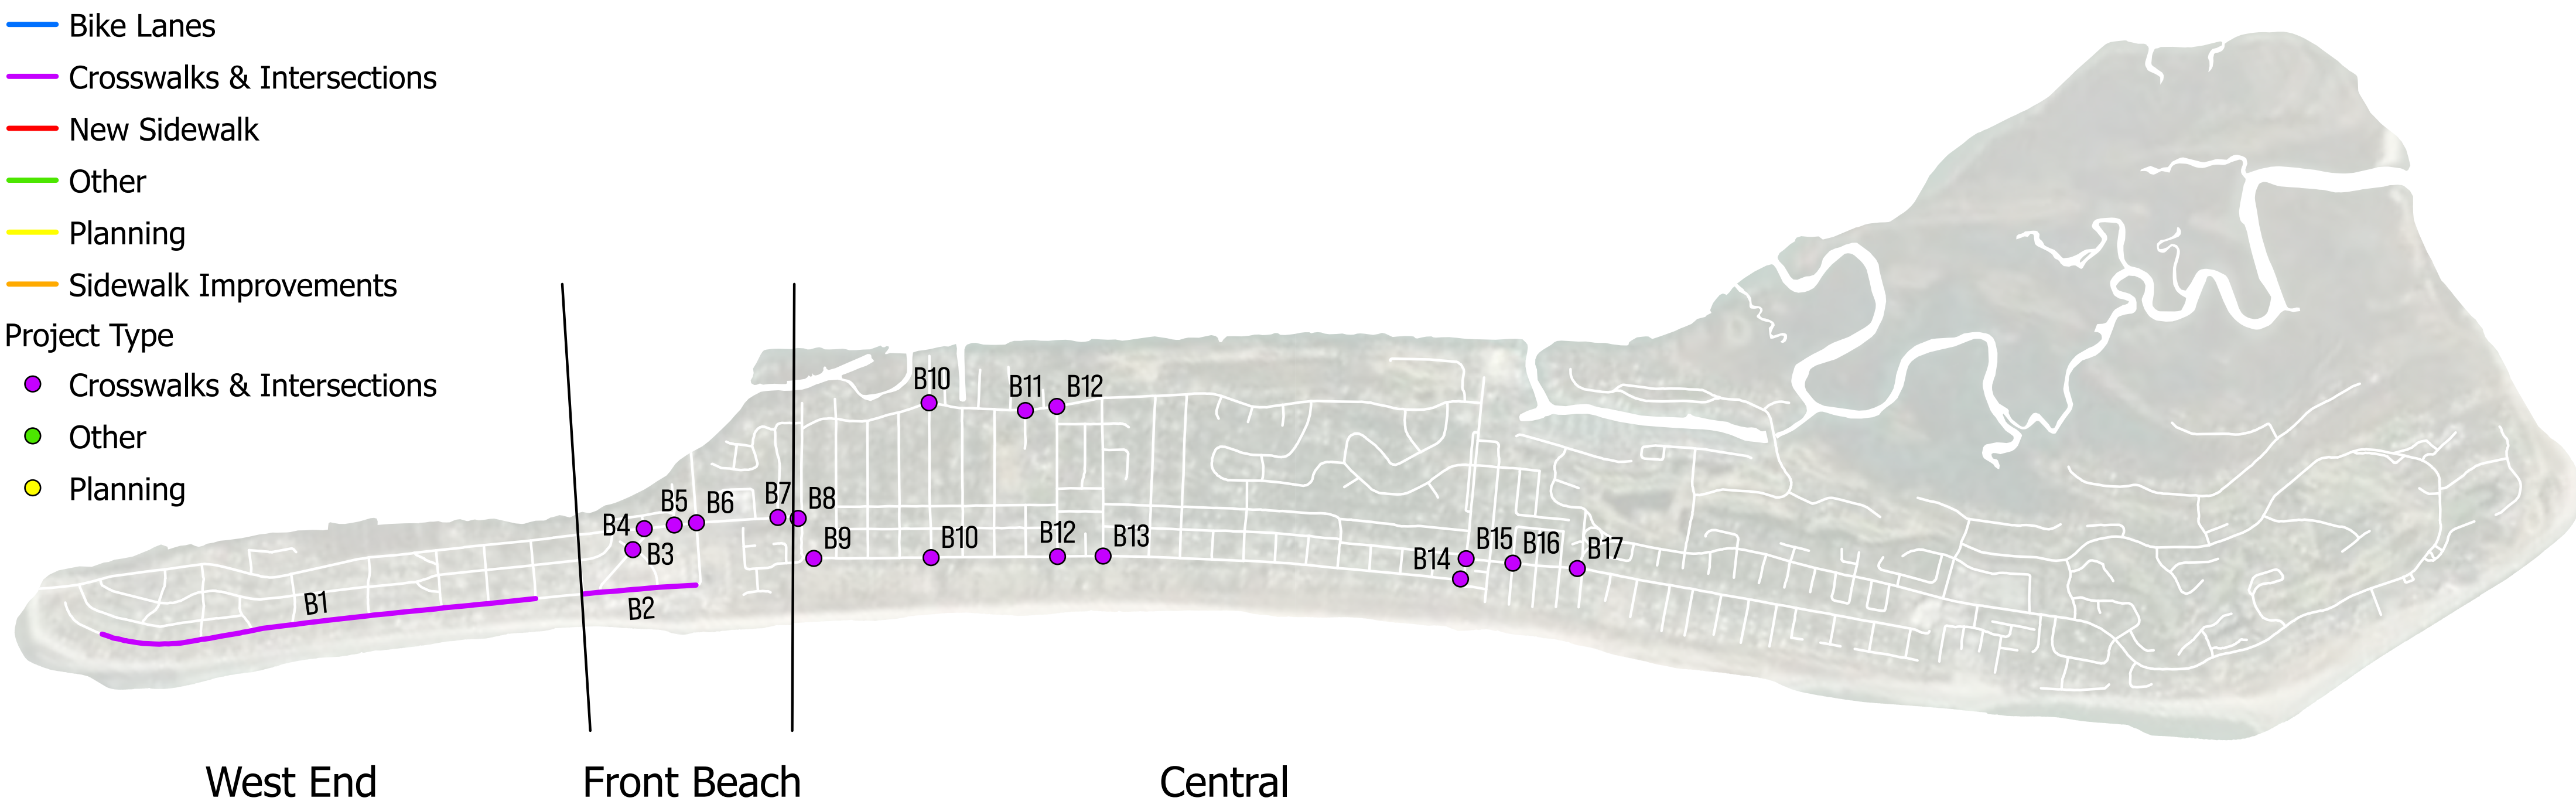 Bike Lanes
Crosswalks & Intersections
New Sidewalk
Other
Planning
Sidewalk Improvements
Project Type
Crosswalks & Intersections
Other
Planning
B10
B11
B12
B4
B5
B6
B7
B8
B3
B9
B10
B12
B13
B14
B15
B16
B17
B1
B2
West End
Front Beach
Central